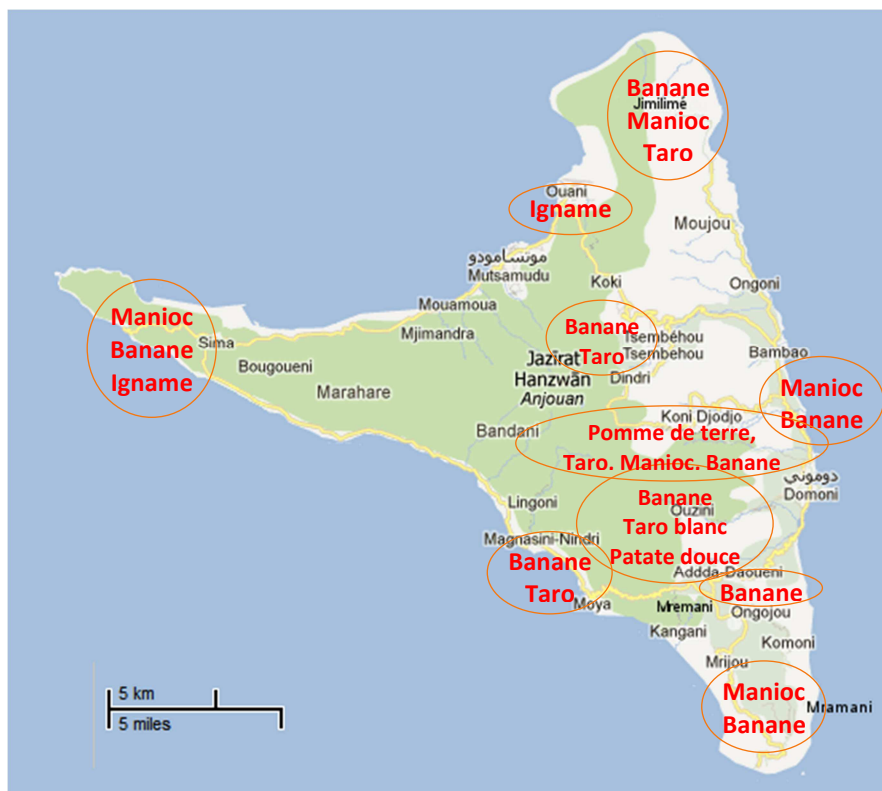 Banane
Jimilimé
Manioc
Taro
Ouani
Igname
Moujou
موتسامودو
Mutsamudu
Koki
Ongoni
Mouamoua
Manioc
Banane
Igname
Sima
Mjimandra
Banane
Taro
Tsembéhou
Tsembehou
Bambao
Bougoueni
Jazirat
Hanzwān
Anjouan
Dindri
Marahare
Manioc
Banane
Koni Djodjo
Bandani
Pomme de terre,
Taro. Manioc. Banane
دوموني
Domoni
Lingoni
Banane
Ouzini
Taro blanc
Patate douce
Magnasini-Nindri
Addda-Daoueni
Banane
Taro
Banane
Moya
Mremani
Ongojou
Kangani
Komoni
Mrijou
Manioc
Banane
Mramani
5 km
5 miles